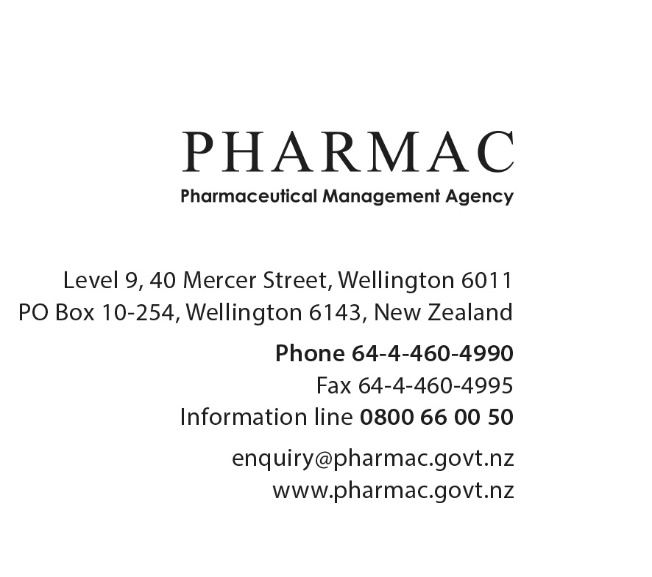 PHARMAC
Pharmaceutical Management Agency
Level 9, 40 Mercer Street, Wellington 6011
PO Box 10-254, Wellington 6143, New Zealand
Phone 64-4-460-4990
Fax 64-4-460-4995
Information line 0800 66 00 50
enquiry@pharmac.govt.nz
www.pharmac.govt.nz